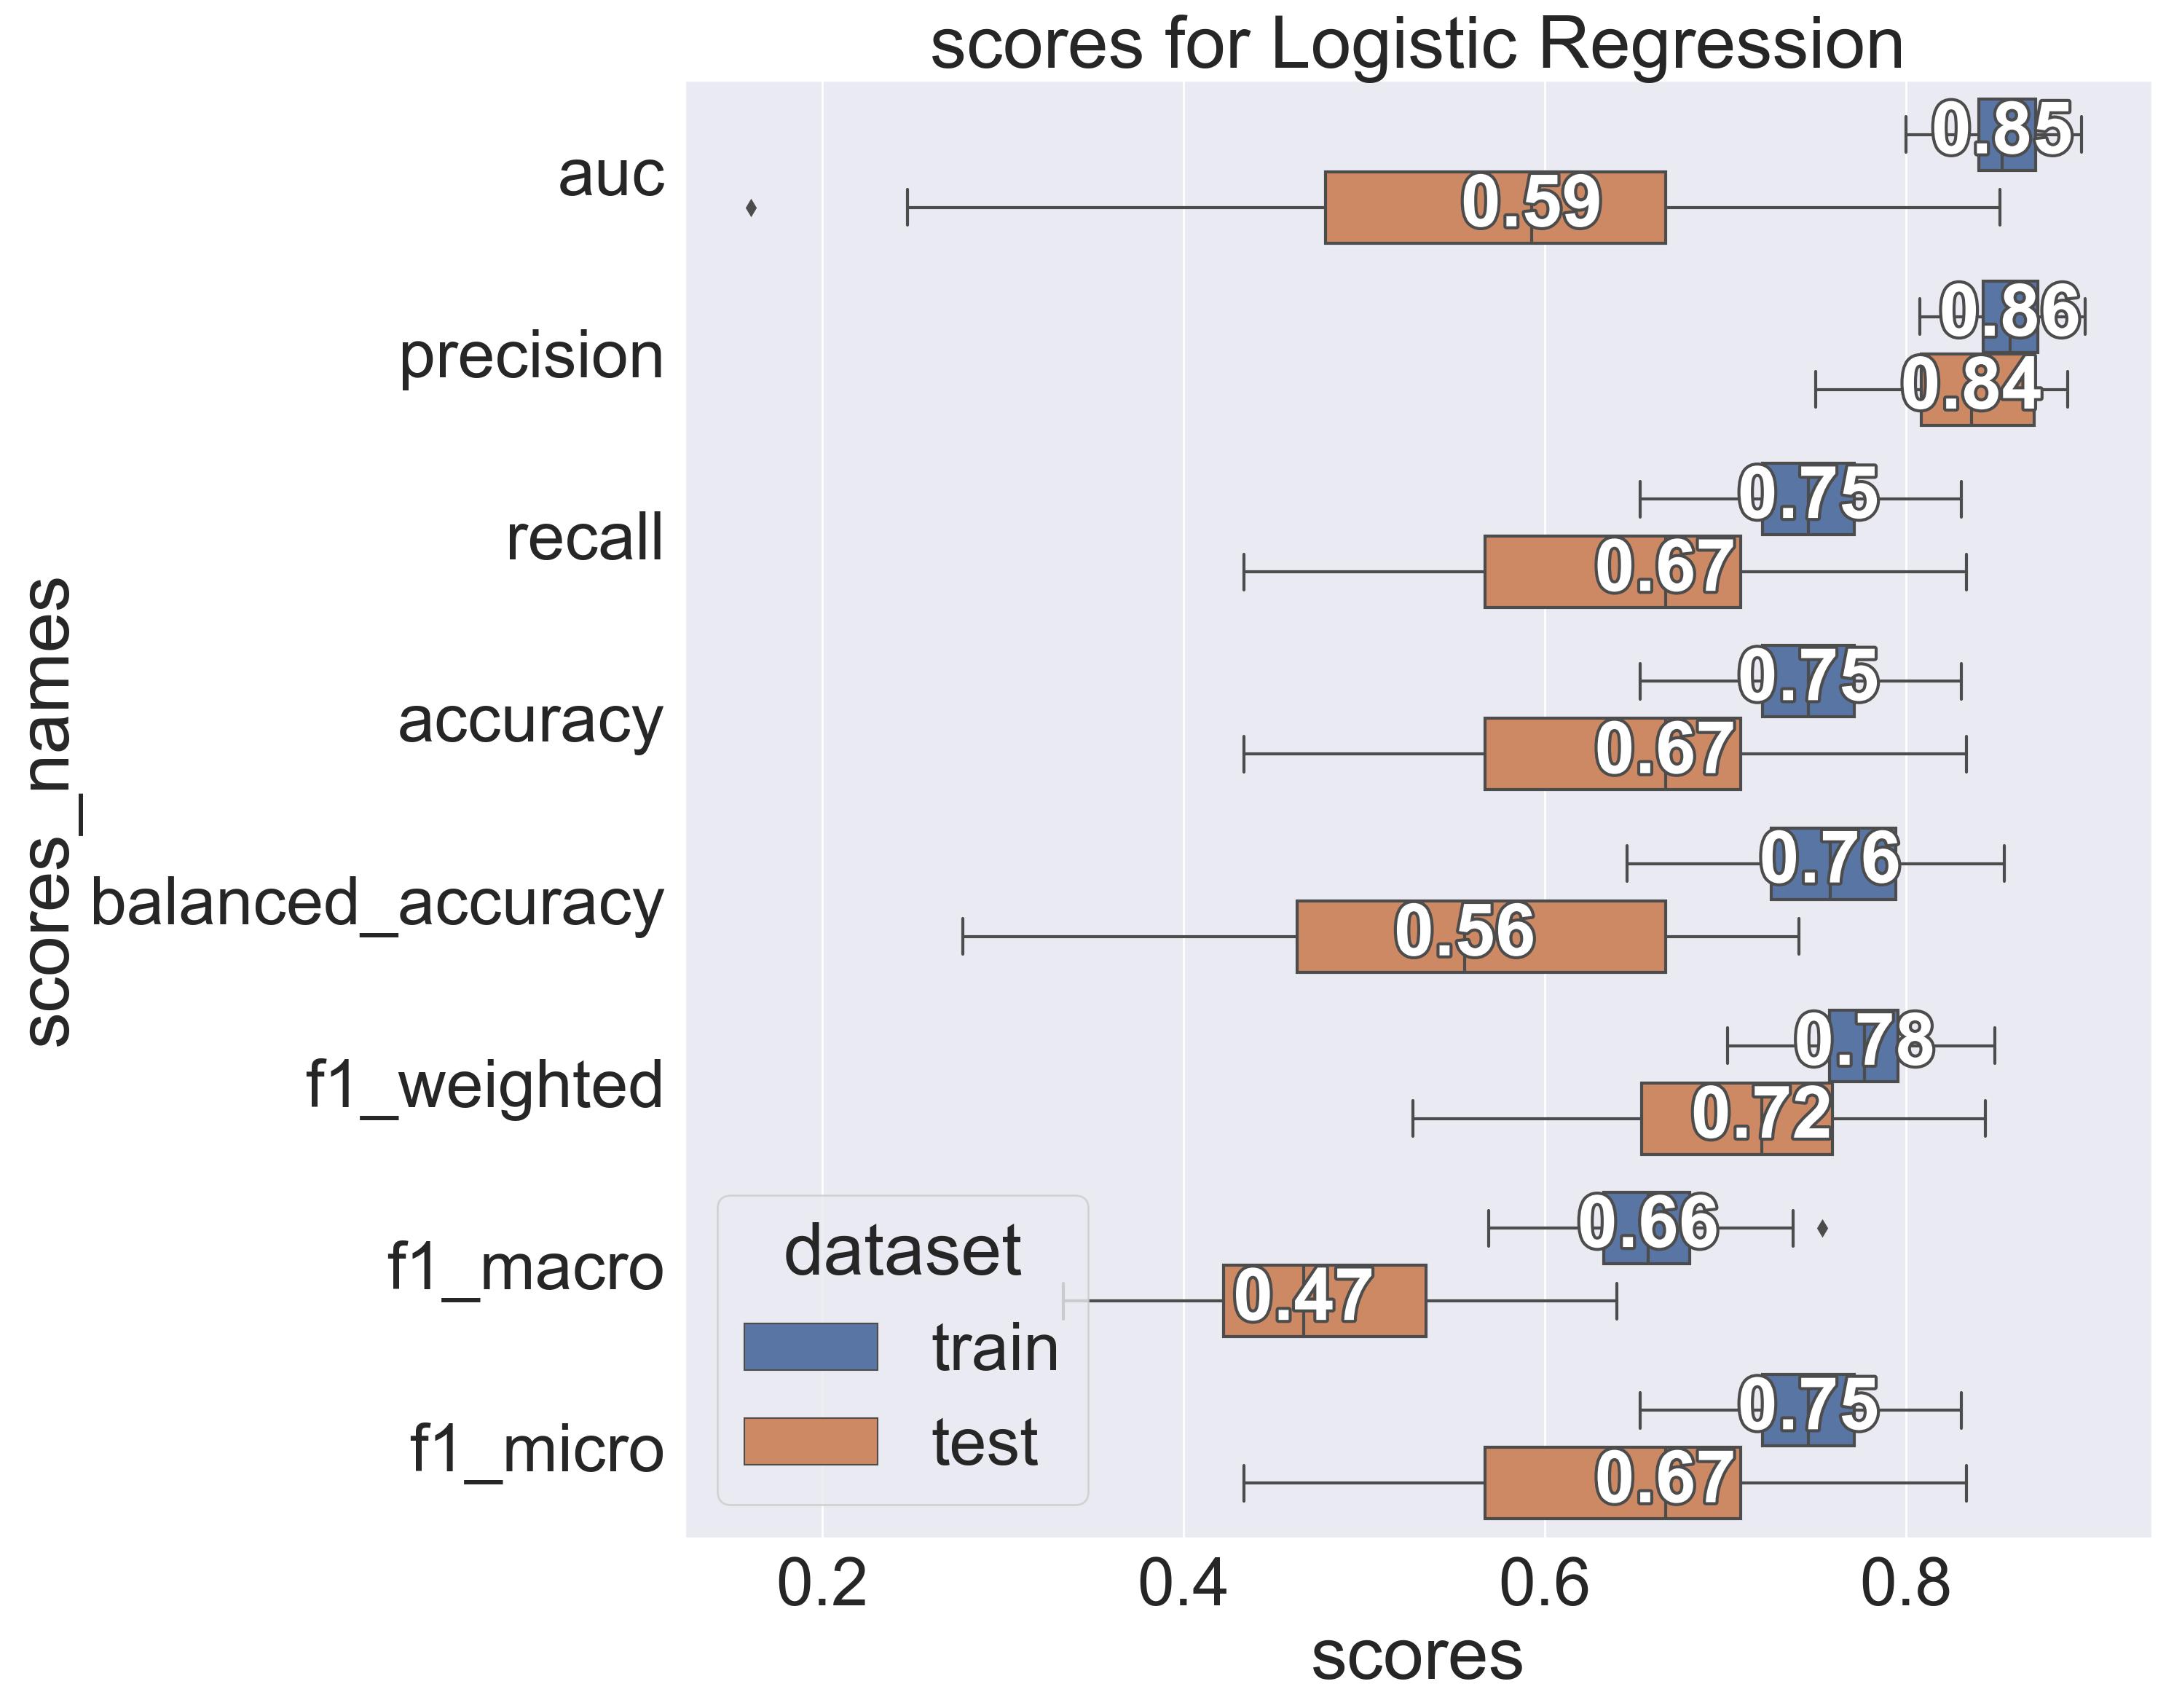 scores for Logistic Regression
scores_names
auc
0.85
0.59
precision
0.86
0.84
recall
0.75
0.67
accuracy
0.75
0.67
balanced_accuracy
0.76
0.56
f1_weighted
0.78
0.72
f1_macro
0.66
0.47
f1_micro
0.75
0.67
dataset
train
test
0.2 0.4 0.6 0.8
scores